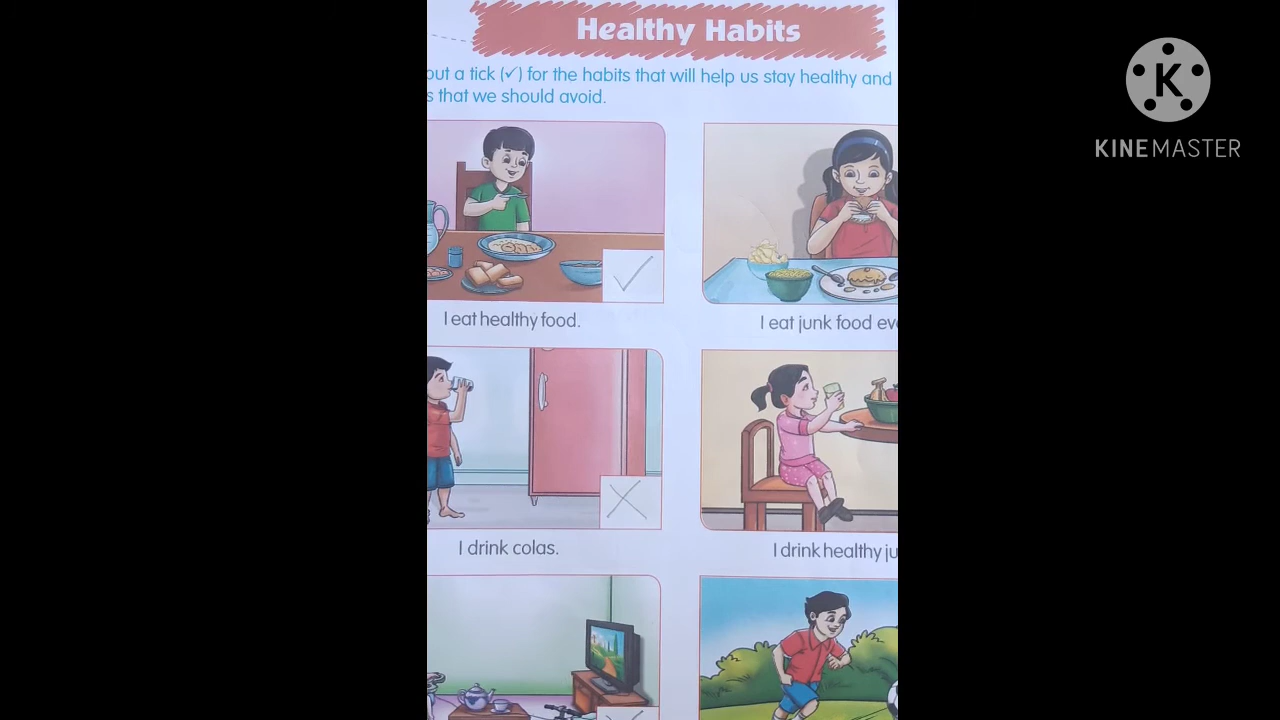 Healthy Habits
out a tick (✓) for the habits that will help us stay healthy and
s that we should avoid.
KINEMASTER
I eat healthy food.
I eat junk food ev
I drink colas.
I drink healthy ju